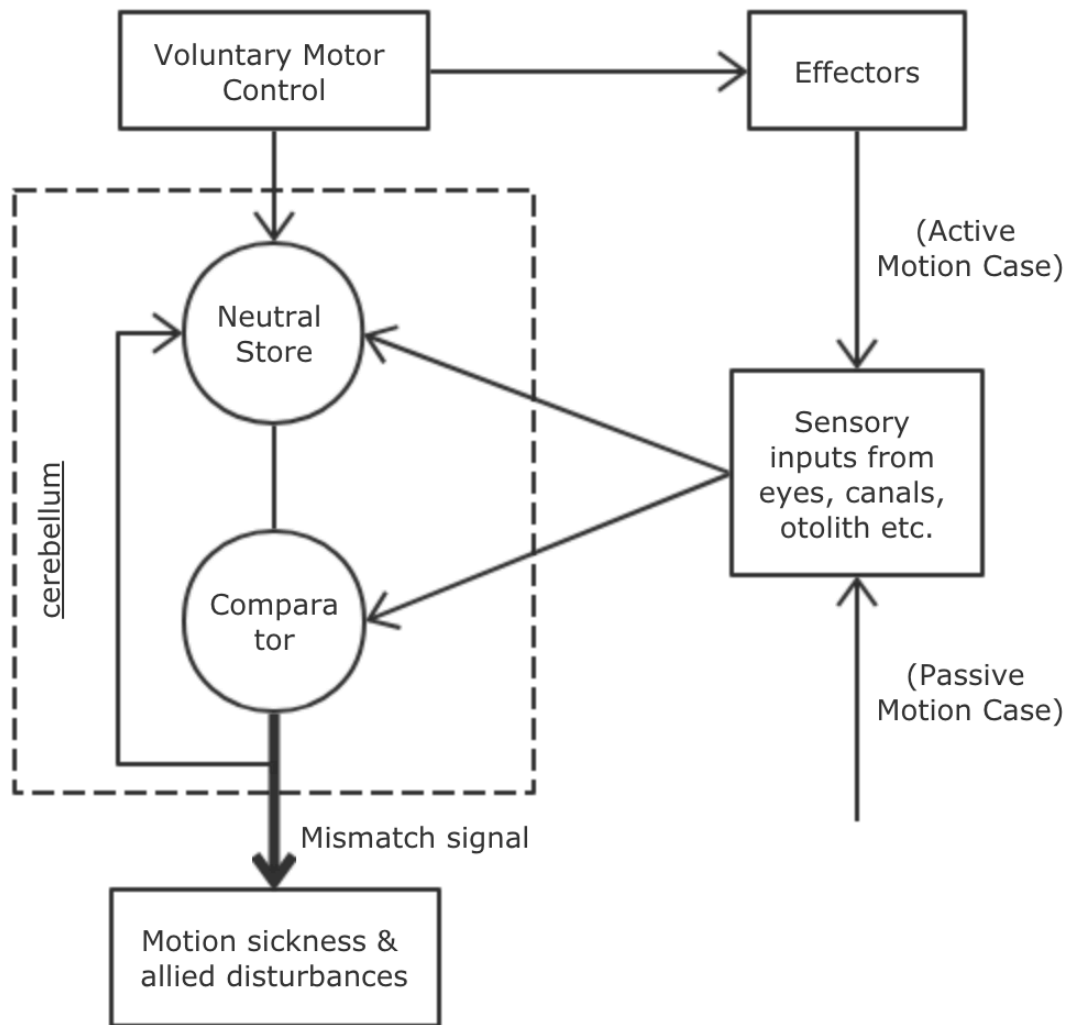 Voluntary Motor
Control
Effectors
(Active
Motion Case)
Neutral
Store
Sensory
inputs from
eyes, canals,
otolith etc.
cerebellum
Compara
tor
(Passive
Motion Case)
Mismatch signal
Motion sickness &
allied disturbances